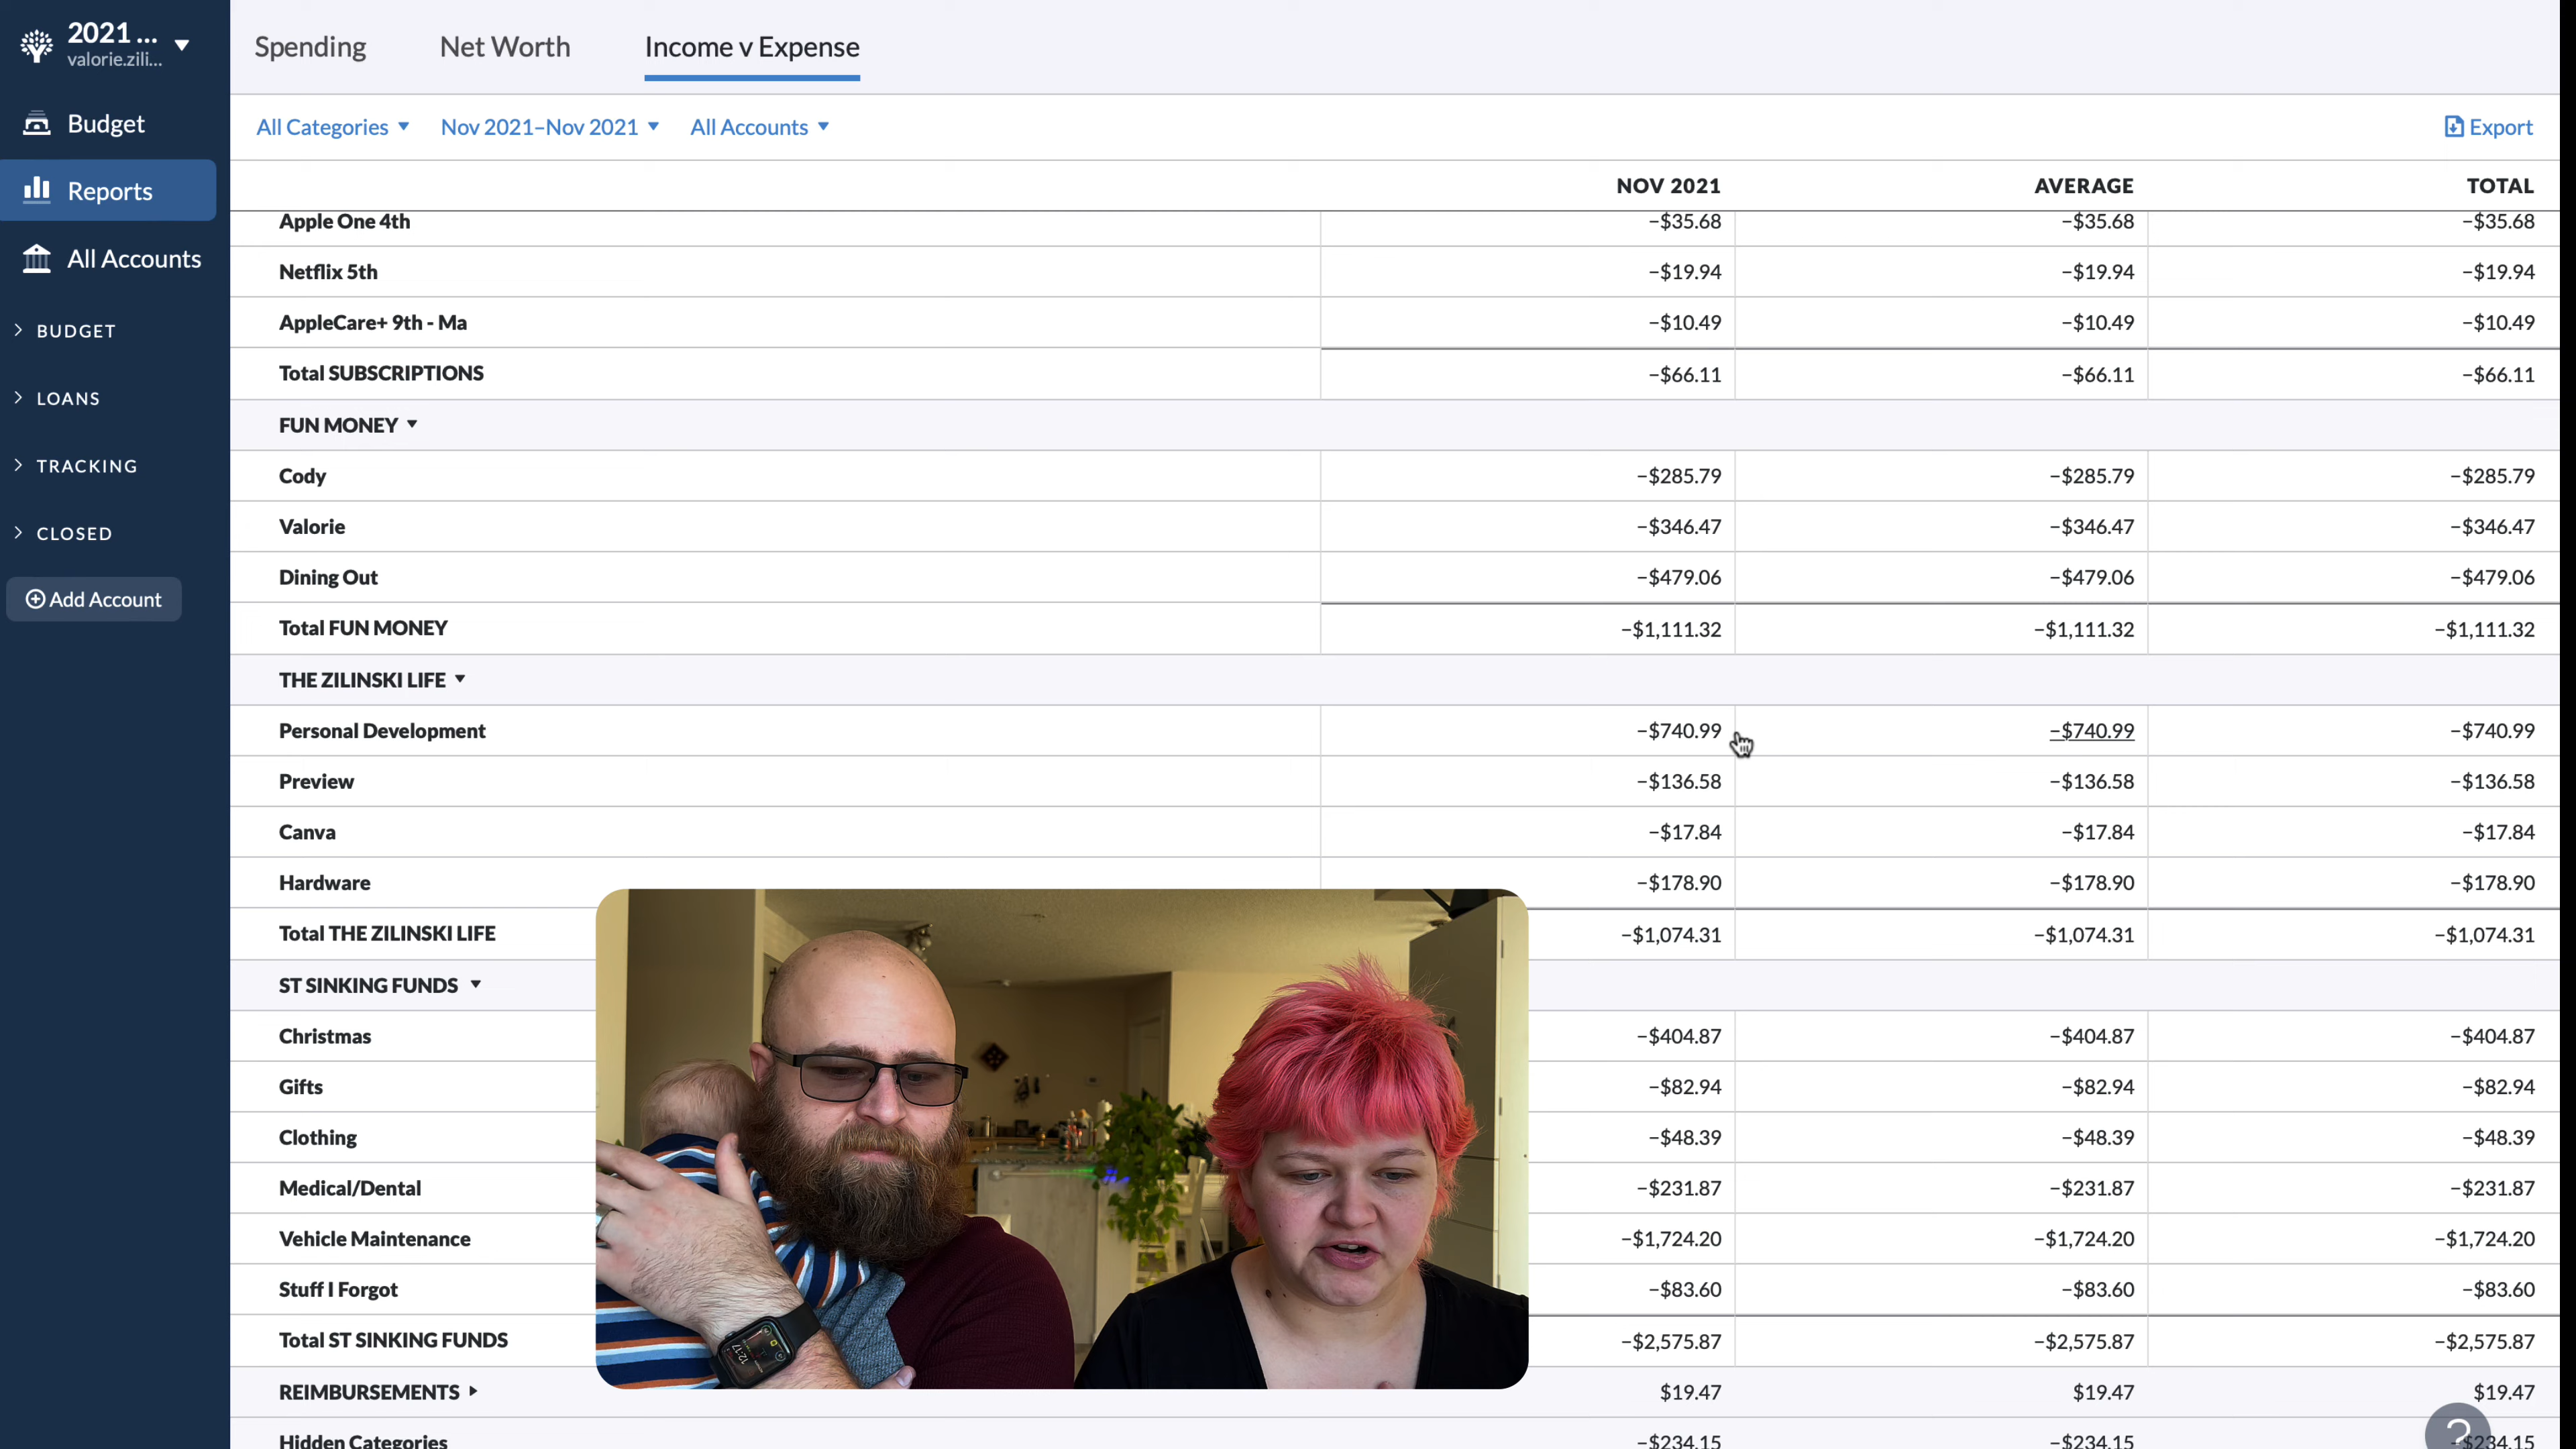 2021 ...
valorie.zili...
Budget
Reports
All Accounts
BUDGET
LOANS
TRACKING
CLOSED
Add Account
Spending Net Worth Income v Expense
All Categories Nov 2021–Nov 2021 All Accounts Export
NOV 2021 AVERAGE TOTAL
Apple One 4th −$35.68 −$35.68 −$35.68
Netflix 5th −$19.94 −$19.94 −$19.94
AppleCare+ 9th - Ma −$10.49 −$10.49 −$10.49
Total SUBSCRIPTIONS −$66.11 −$66.11 −$66.11
FUN MONEY
Cody −$285.79 −$285.79 −$285.79
Valorie −$346.47 −$346.47 −$346.47
Dining Out −$479.06 −$479.06 −$479.06
Total FUN MONEY −$1,111.32 −$1,111.32 −$1,111.32
THE ZILINSKI LIFE
Personal Development −$740.99 −$740.99 −$740.99
Preview −$136.58 −$136.58 −$136.58
Canva −$17.84 −$17.84 −$17.84
Hardware −$178.90 −$178.90 −$178.90
Total THE ZILINSKI LIFE −$1,074.31 −$1,074.31 −$1,074.31
ST SINKING FUNDS
Christmas −$404.87 −$404.87 −$404.87
Gifts −$82.94 −$82.94 −$82.94
Clothing −$48.39 −$48.39 −$48.39
Medical/Dental −$231.87 −$231.87 −$231.87
Vehicle Maintenance −$1,724.20 −$1,724.20 −$1,724.20
Stuff I Forgot −$83.60 −$83.60 −$83.60
Total ST SINKING FUNDS −$2,575.87 −$2,575.87 −$2,575.87
REIMBURSEMENTS $19.47 $19.47 $19.47
Hidden Categories −$234.15 −$234.15 234.15
?
12:17